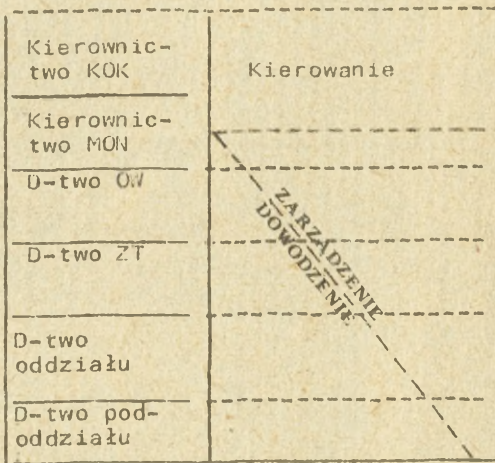 Kierownic-
two KOK
Kierowanie
Kierownic-
two MON
D-two OW
ZARZĄDZENIE
DOWODZENIE
D-two ZT
D-two
oddziału
D-two pod-
oddziału